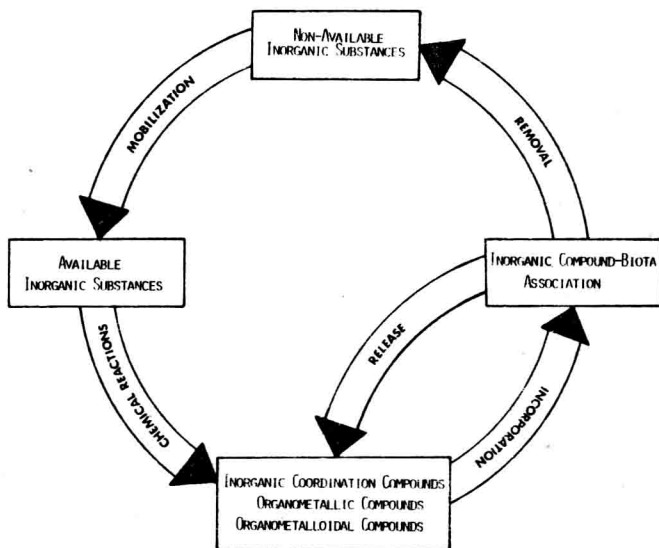 Non-Available
Inorganic Substances
MOBILIZATION
REMOVAL
Available
Inorganic Substances
Inorganic Compound-Biota
Association
RELEASE
CHEMICAL REACTIONS
INCORPORATION
Inorganic Coordination Compounds
Organometallic Compounds
Organometalloidal Compounds